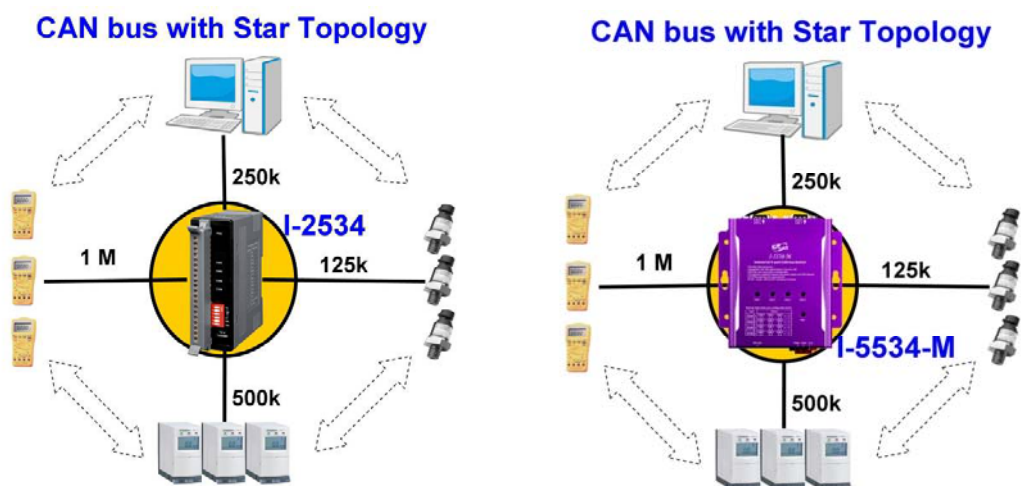 CAN bus with Star Topology
250k
I-2534
1 M
125k
500k
CAN bus with Star Topology
250k
1 M
125k
I-5534-M
500k